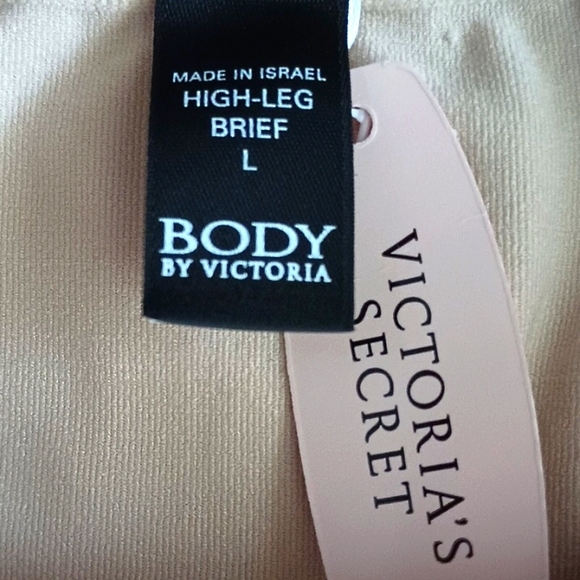 MADE IN ISRAEL
HIGH-LEG
BRIEF
L
BODY
BY VICTORIA
VICTORIA'S
SECRET